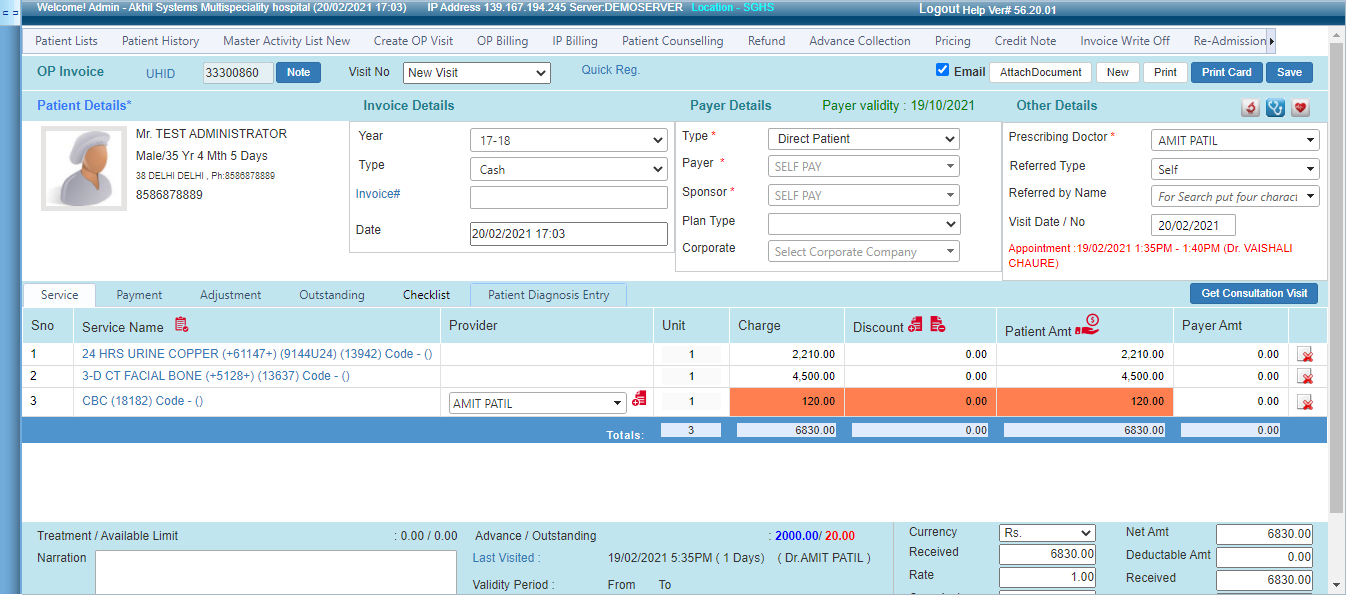 Welcome! Admin - Akhil Systems Multispeciality hospital (20/02/2021 17:03) IP Address 139.167.194.245 Server:DEMOSERVER Location - SGHS Logout Help Ver# 56.20.01
Patient Lists Patient History Master Activity List New Create OP Visit OP Billing IP Billing Patient Counselling Refund Advance Collection Pricing Credit Note Invoice Write Off Re-Admission
OP Invoice UHID 33300860 Note Visit No New Visit Quick Reg. Email AttachDocument New Print Print Card Save
Patient Details* Invoice Details Payer Details Payer validity : 19/10/2021 Other Details
Mr. TEST ADMINISTRATOR
Male/35 Yr 4 Mth 5 Days
38 DELHI DELHI , Ph:8586878889
8586878889
Year 17-18
Type Cash
Invoice#
Date 20/02/2021 17:03
Type * Direct Patient
Payer * SELF PAY
Sponsor * SELF PAY
Plan Type
Corporate Select Corporate Company
Prescribing Doctor * AMIT PATIL
Referred Type Self
Referred by Name For Search put four charact
Visit Date / No 20/02/2021
Appointment :19/02/2021 1:35PM - 1:40PM (Dr. VAISHALI
CHAURE)
Service Payment Adjustment Outstanding Checklist Patient Diagnosis Entry Get Consultation Visit
Sno Service Name Provider Unit Charge Discount Patient Amt Payer Amt
1 24 HRS URINE COPPER (+61147+) (9144U24) (13942) Code - () 1 2,210.00 0.00 2,210.00 0.00
2 3-D CT FACIAL BONE (+5128+) (13637) Code - () 1 4,500.00 0.00 4,500.00 0.00
3 CBC (18182) Code - () AMIT PATIL 1 120.00 0.00 120.00 0.00
Totals: 3 6830.00 0.00 6830.00 0.00
Treatment / Available Limit : 0.00 / 0.00
Narration
Advance / Outstanding : 2000.00/ 20.00
Last Visited : 19/02/2021 5:35PM ( 1 Days) ( Dr.AMIT PATIL )
Validity Period : From To
Currency Rs. Net Amt 6830.00
Received 6830.00 Deductable Amt 0.00
Rate 1.00 Received 6830.00